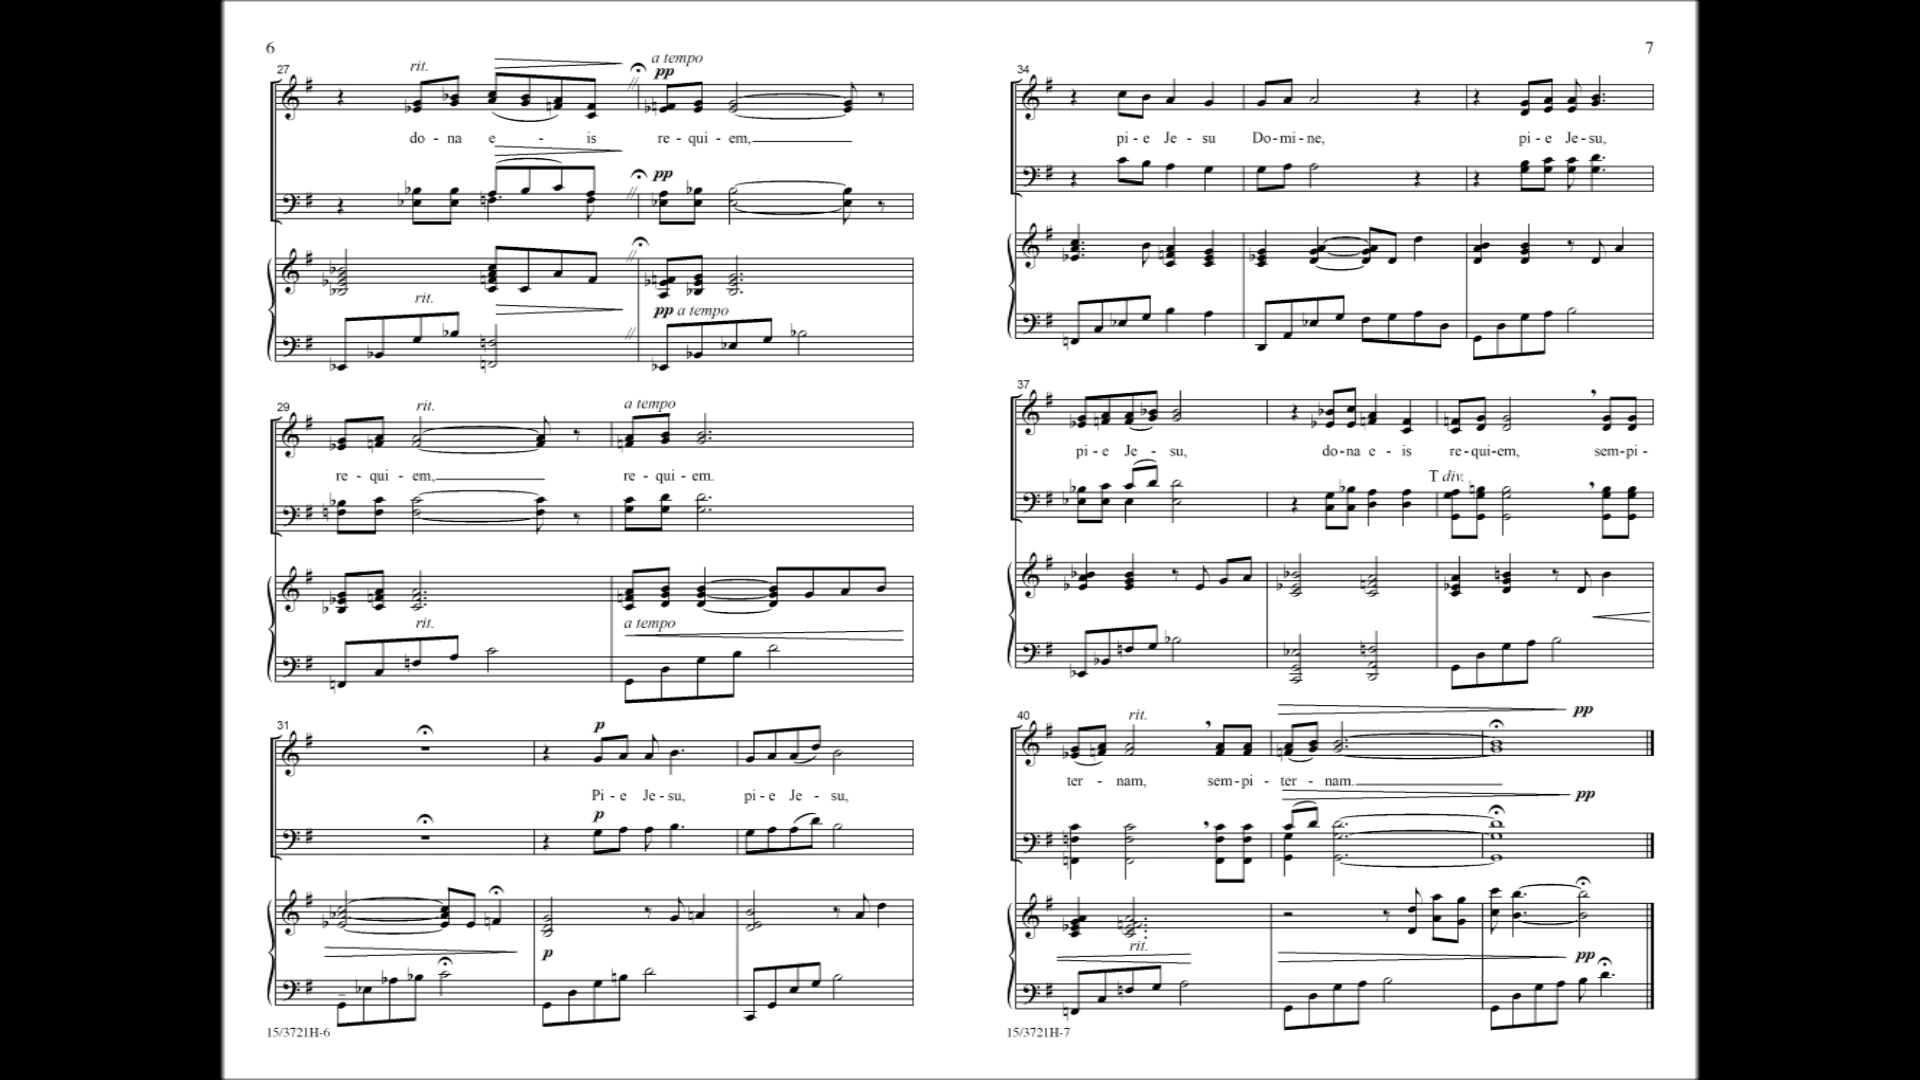 6
27
rit.
a tempo
pp
do - na e - is re - qui - em,
pp
rit.
pp a tempo
29
rit.
a tempo
re - qui - em, re - qui - em.
rit.
a tempo
31
p
Pi - e Je - su, pi - e Je - su,
p
p
15/3721H-6
7
34
pi - e Je - su Do - mi - ne, pi - e Je - su,
37
pi - e Je - su, do - na e - is re - qui - em, sem - pi -
T div.
40
rit.
pp
ter - nam, sem - pi - ter - nam.
pp
rit.
pp
15/3721H-7